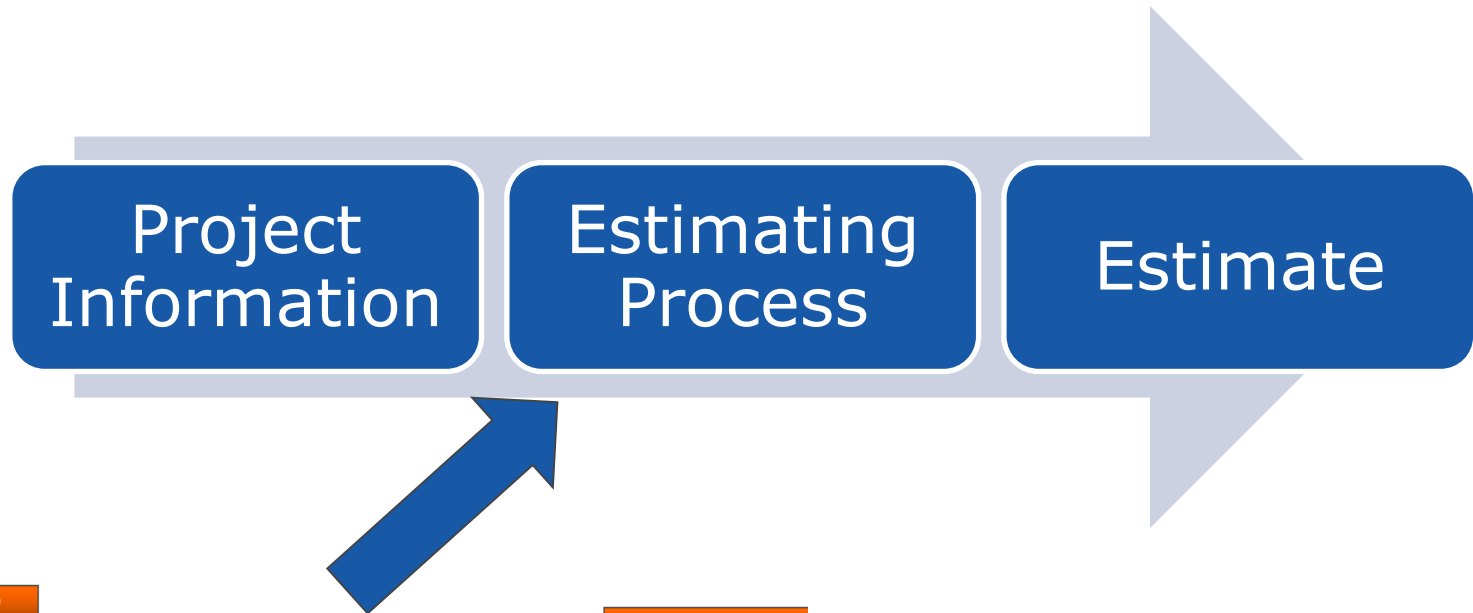 Project
Information
Estimating
Process
Estimate